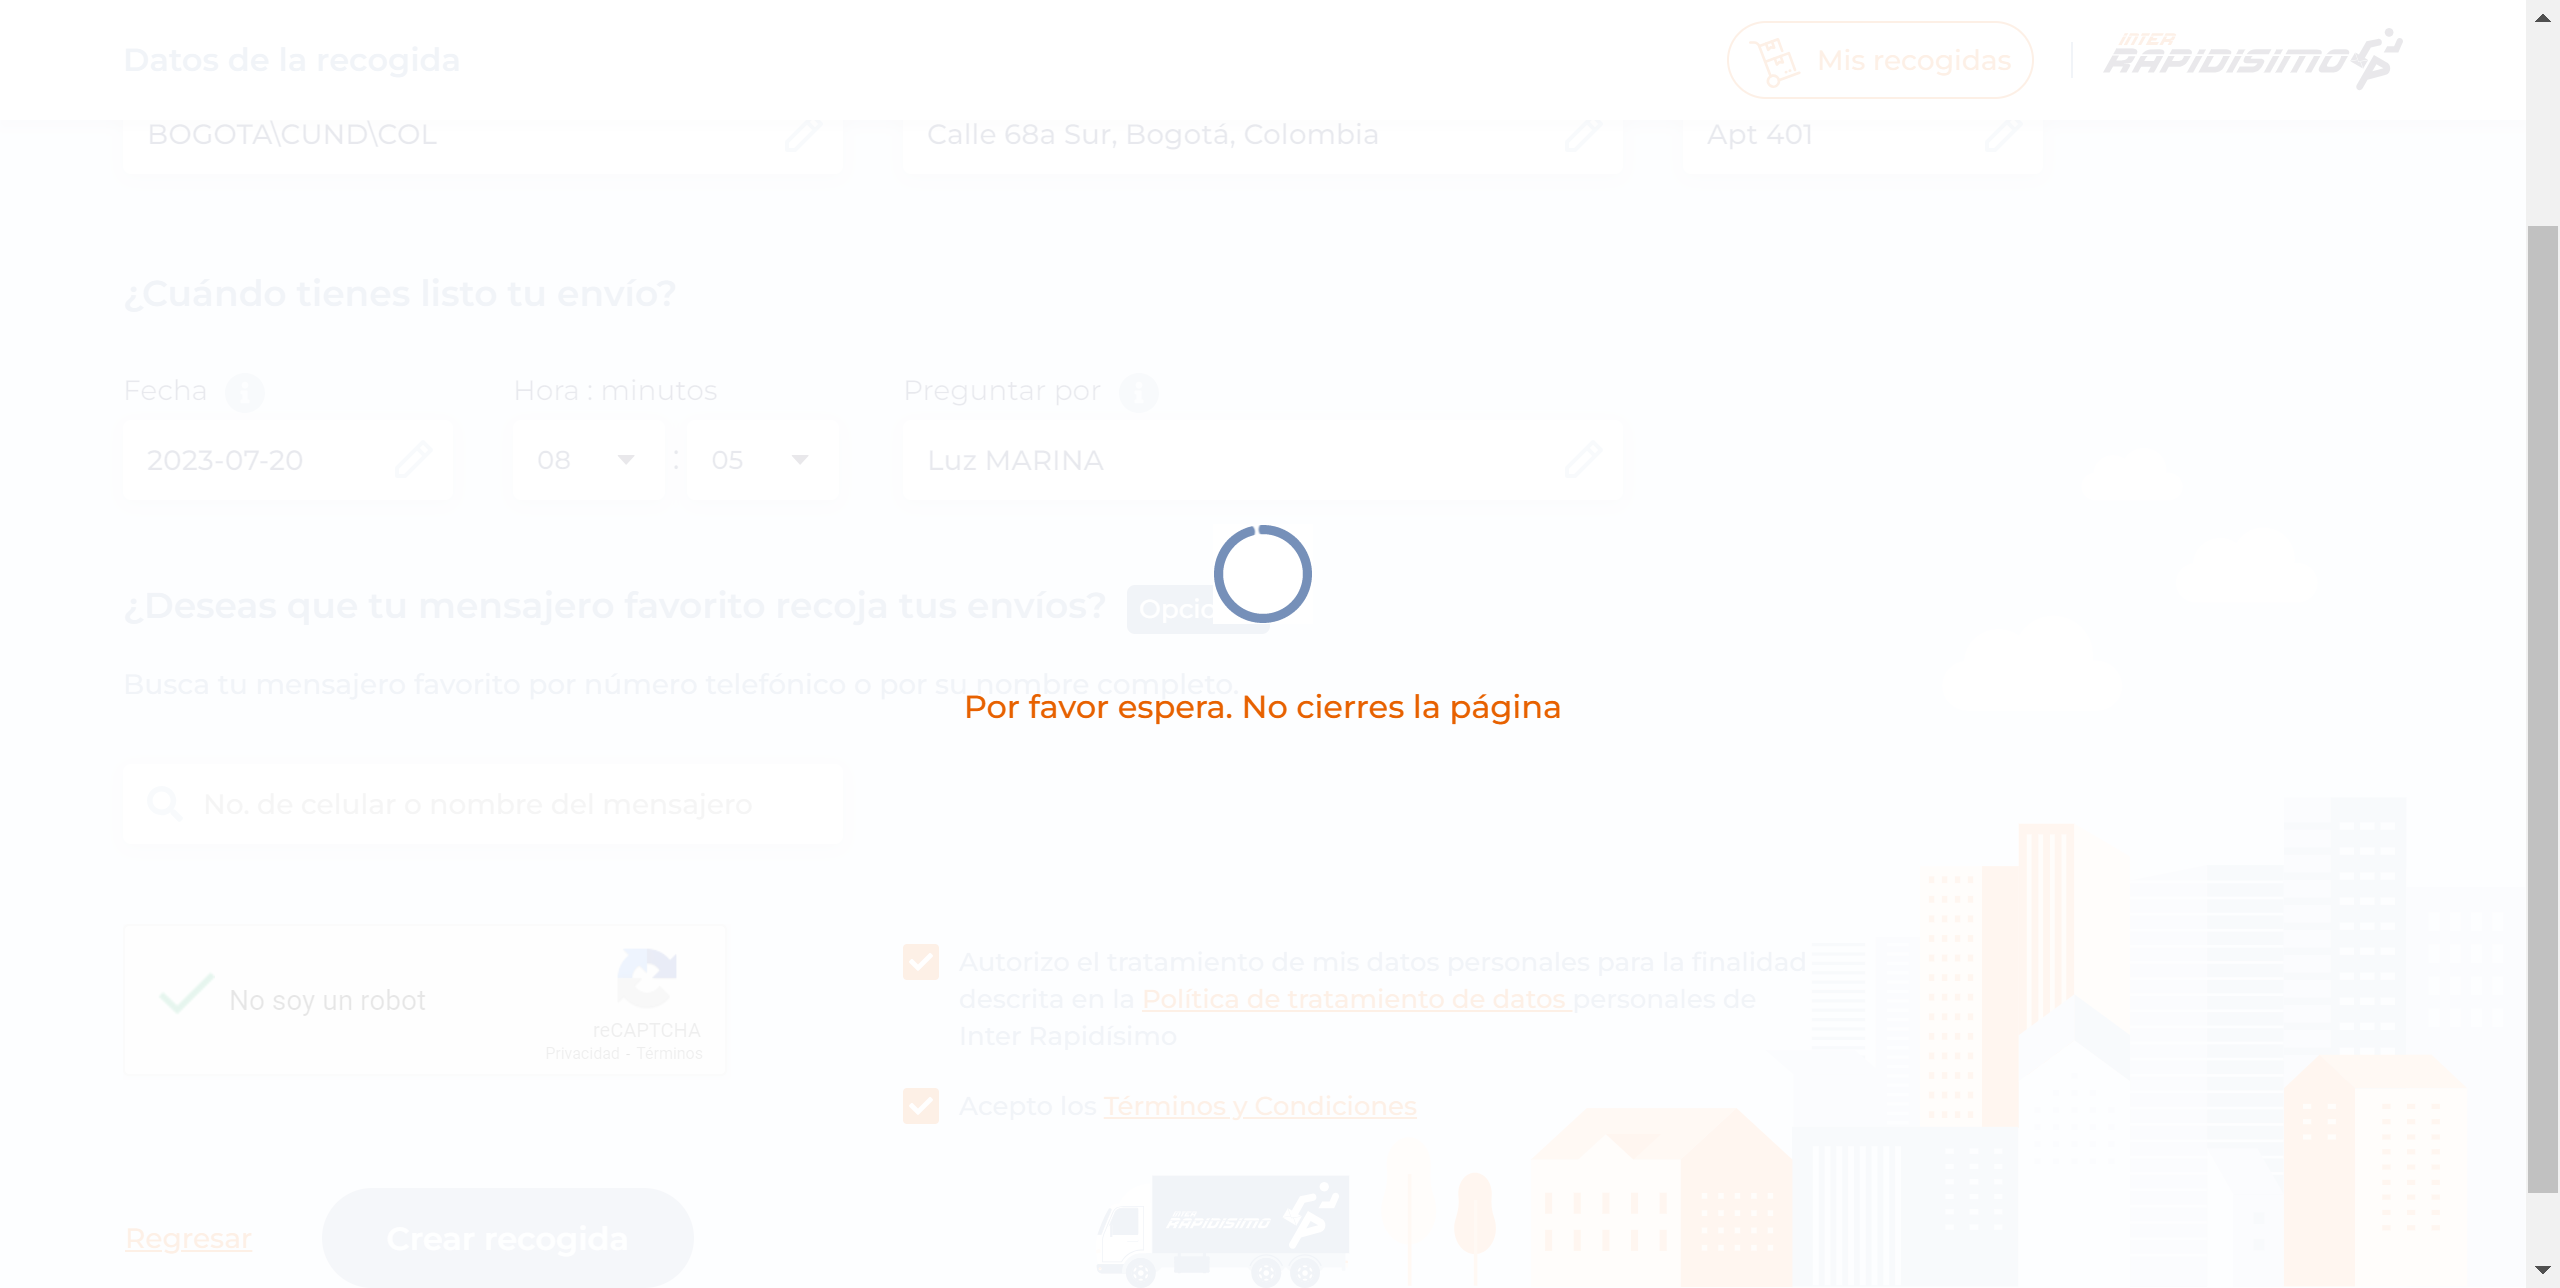 Datos de la recogida
Mis recogidas
INTER
RAPIDISIMO
BOGOTA\CUND\COL
Calle 68a Sur, Bogotá, Colombia
Apt 401
¿Cuándo tienes listo tu envío?
Fecha
Hora : minutos
Preguntar por
2023-07-20
08 : 05
Luz MARINA
¿Deseas que tu mensajero favorito recoja tus envíos?
Busca tu mensajero favorito por número telefónico o por su nombre completo.
Por favor espera. No cierres la página
No. de celular o nombre del mensajero
No soy un robot
reCAPTCHA
Privacidad - Términos
Autorizo el tratamiento de mis datos personales para la finalidad
descrita en la Política de tratamiento de datos personales de
Inter Rapidísimo
Acepto los Términos y Condiciones
INTER
RAPIDISIMO
Regresar
Crear recogida